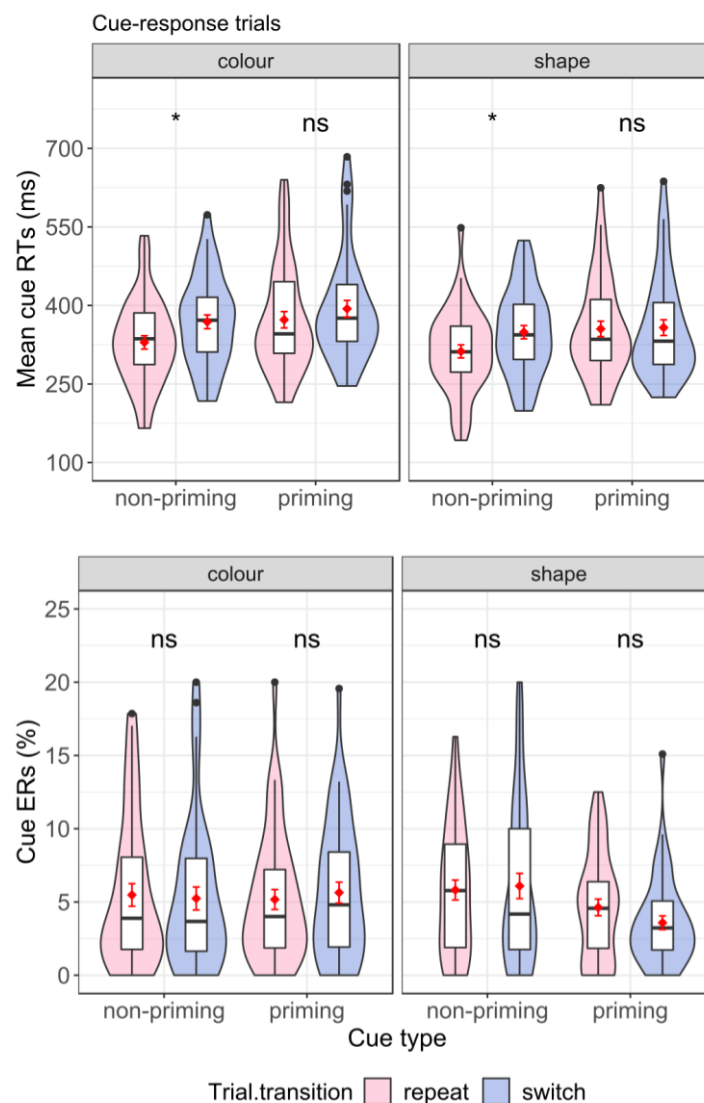 Cue-response trials
colour shape
* ns * ns
700
550
400
250
100
Mean cue RTs (ms)
non-priming priming non-priming priming
colour shape
ns ns ns ns
25
20
15
10
5
0
Cue ERs (%)
non-priming priming non-priming priming
Cue type
Trial.transition repeat switch